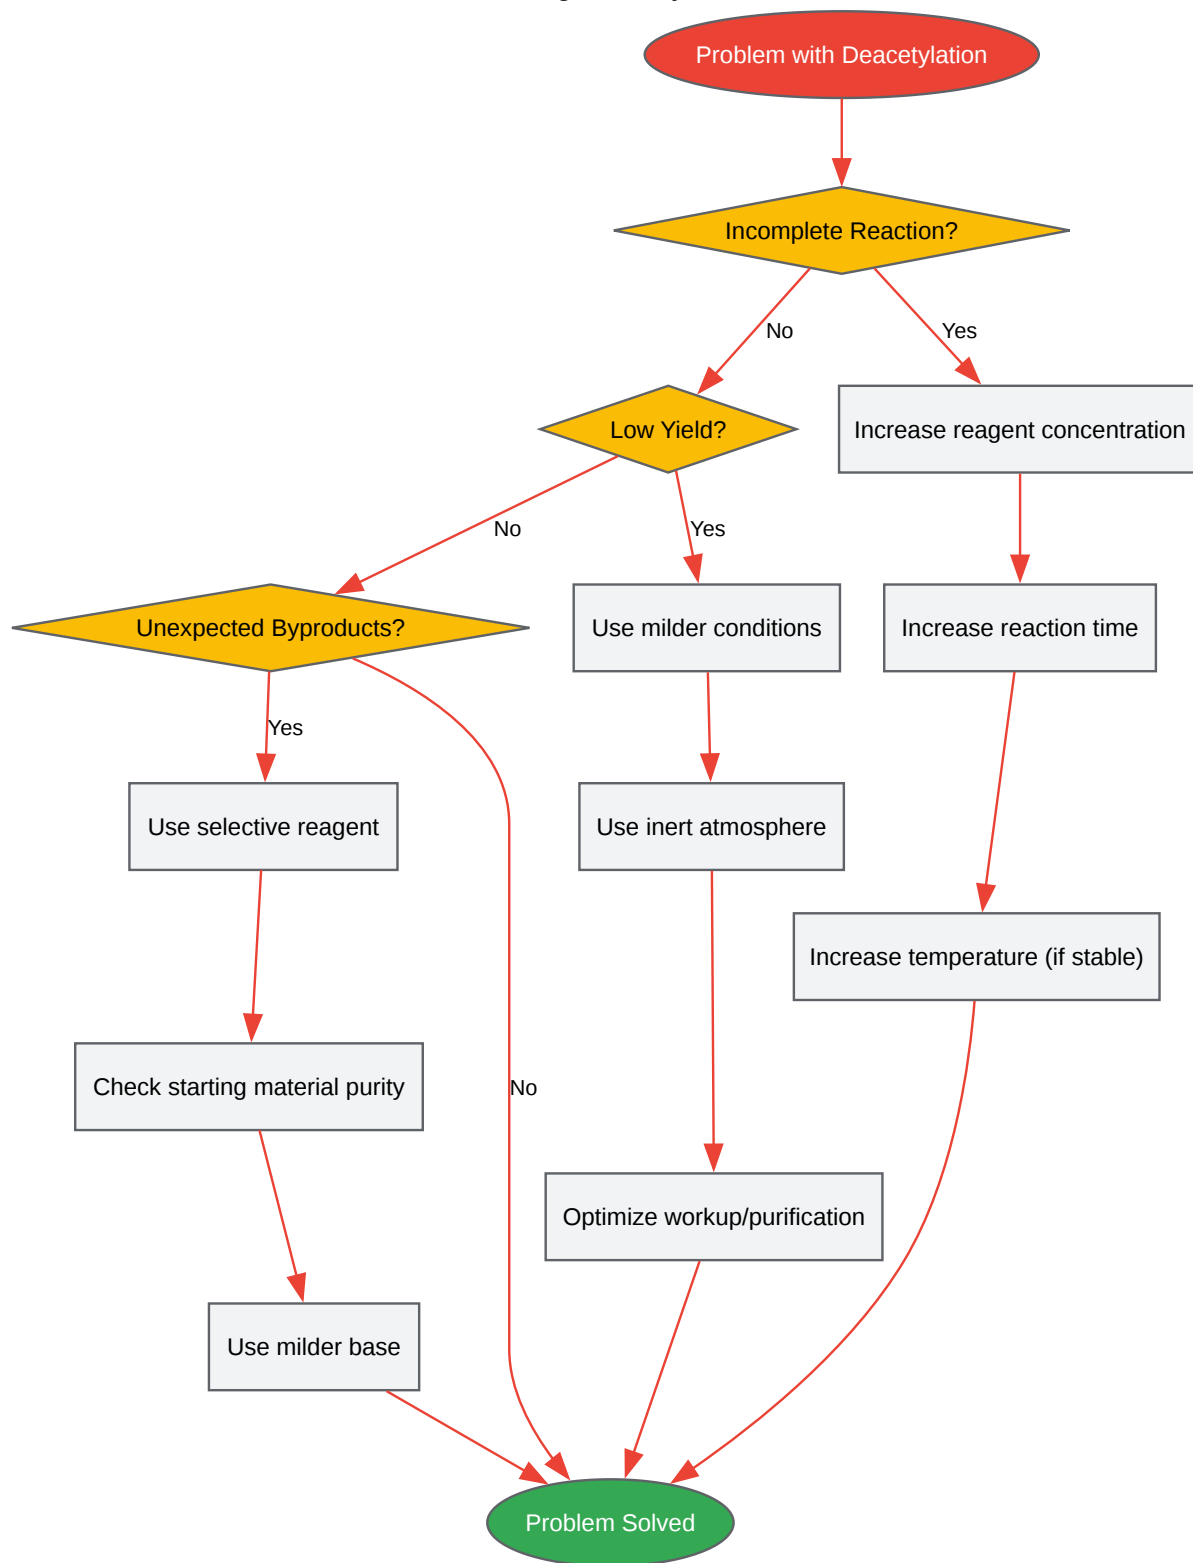 Problem with Deacetylation
Incomplete Reaction?
No
Yes
Low Yield?
Increase reagent concentration
No
Yes
Unexpected Byproducts?
Use milder conditions
Increase reaction time
Yes
Use selective reagent
Use inert atmosphere
Increase temperature (if stable)
Check starting material purity
No
Optimize workup/purification
Use milder base
Problem Solved